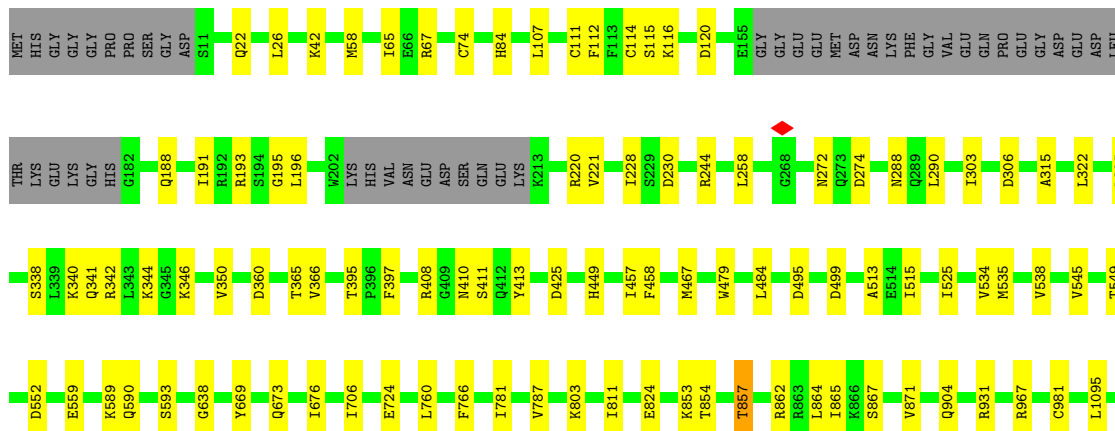 MET HIS GLY GLY GLY PRO PRO SER GLY ASP S11 Q22 L26 K42 M58 I65 E66 R67 C74 H84 L107 C111 F112 F113 C114 S115 K116 D120 E155 GLY GLY GLU GLU MET ASP ASN LYS PHE GLY VAL GLU GLN PRO GLU GLY ASP GLU ASP LEU
THR LYS GLU LYS GLY HIS G182 Q188 I191 R192 R193 S194 G195 L196 W202 LYS HIS VAL ASN GLU ASP SER GLN GLU LYS K213 R220 V221 I228 S229 D230 R244 L258 G268 N272 Q273 D274 N288 Q289 L290 I303 D306 A315 L322
S338 L339 K340 Q341 R342 L343 K344 G345 K346 V350 D360 T365 V366 T395 P396 F397 R408 G409 N410 S411 Q412 Y413 D425 H449 I457 F458 M467 W479 L484 D495 D499 A513 E514 I515 I525 V534 M535 V538 V545 T549
D552 E559 K589 Q590 S593 G638 Y669 Q673 I676 I706 E724 L760 F766 I781 V787 K803 I811 E824 K853 T854 T857 R862 R863 L864 I865 K866 S867 V871 Q904 R931 R967 C981 L1095